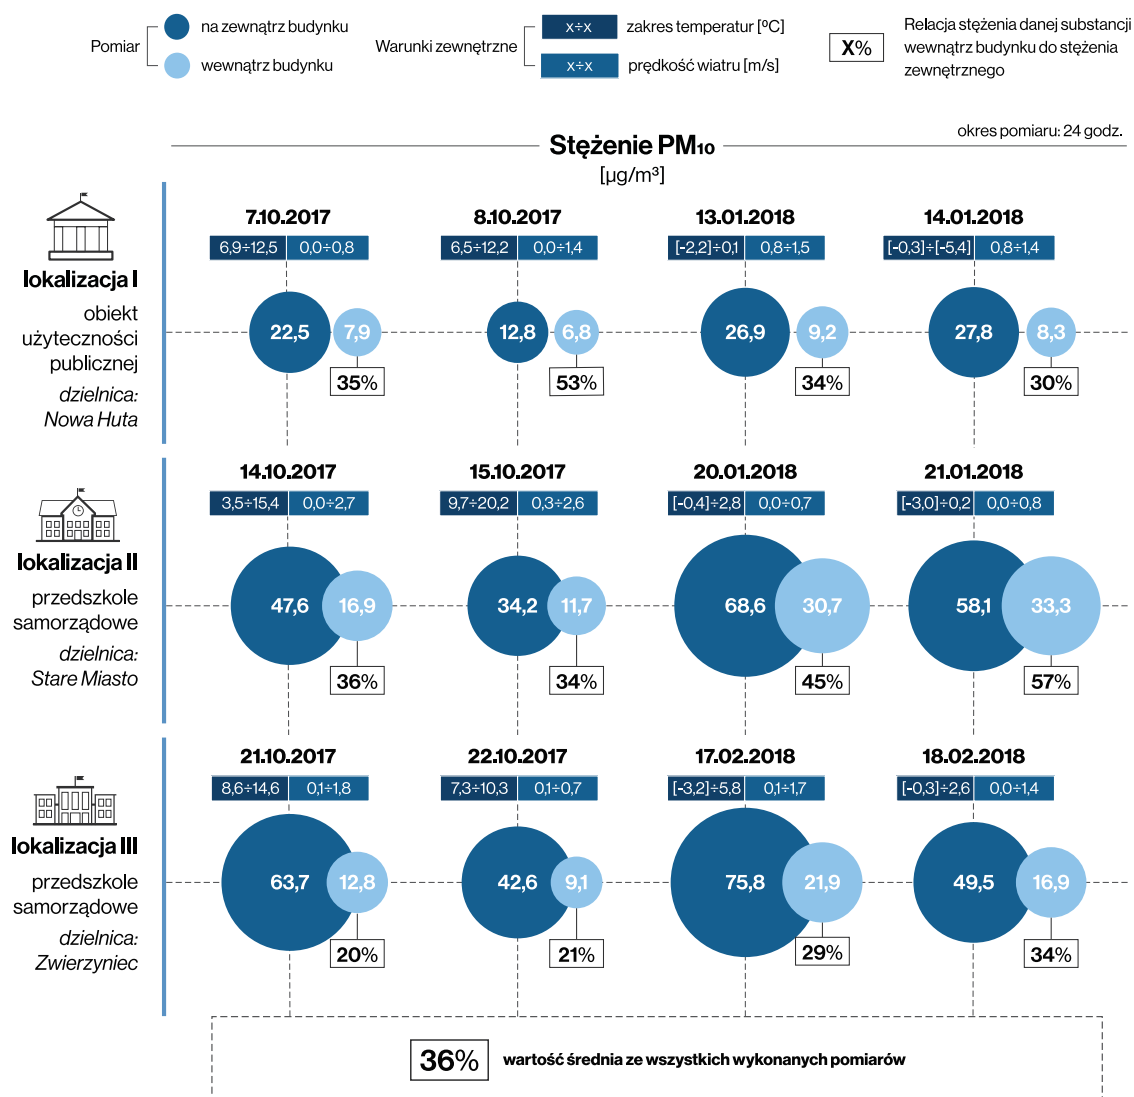 Pomiar
na zewnątrz budynku
wewnątrz budynku
Warunki zewnętrzne
x÷x
zakres temperatur [ºC]
x÷x
prędkość wiatru [m/s]
X%
Relacja stężenia danej substancji
wewnątrz budynku do stężenia
zewnętrznego
okres pomiaru: 24 godz.
Stężenie PM₁₀
[µg/m³]
lokalizacja I
obiekt
użyteczności
publicznej
dzielnica:
Nowa Huta
7.10.2017
6,9÷12,5 0,0÷0,8
22,5 7,9
35%
8.10.2017
6,5÷12,2 0,0÷1,4
12,8 6,8
53%
13.01.2018
[-2,2]÷0,1 0,8÷1,5
26,9 9,2
34%
14.01.2018
[-0,3]÷[-5,4] 0,8÷1,4
27,8 8,3
30%
lokalizacja II
przedszkole
samorządowe
dzielnica:
Stare Miasto
14.10.2017
3,5÷15,4 0,0÷2,7
47,6 16,9
36%
15.10.2017
9,7÷20,2 0,3÷2,6
34,2 11,7
34%
20.01.2018
[-0,4]÷2,8 0,0÷0,7
68,6 30,7
45%
21.01.2018
[-3,0]÷0,2 0,0÷0,8
58,1 33,3
57%
lokalizacja III
przedszkole
samorządowe
dzielnica:
Zwierzyniec
21.10.2017
8,6÷14,6 0,1÷1,8
63,7 12,8
20%
22.10.2017
7,3÷10,3 0,1÷0,7
42,6 9,1
21%
17.02.2018
[-3,2]÷5,8 0,1÷1,7
75,8 21,9
29%
18.02.2018
[-0,3]÷2,6 0,0÷1,4
49,5 16,9
34%
36% wartość średnia ze wszystkich wykonanych pomiarów